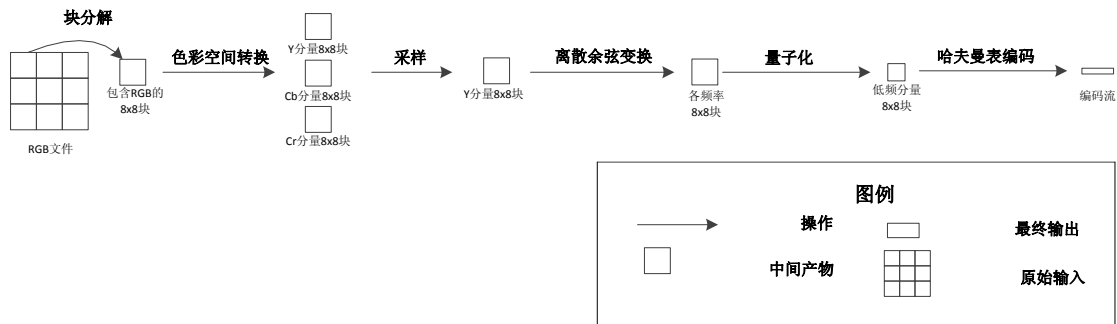 块分解
色彩空间转换
采样
离散余弦变换
量子化
哈夫曼表编码
RGB文件
包含RGB的
8x8块
Y分量8x8块
Cb分量8x8块
Cr分量8x8块
Y分量8x8块
各频率
8x8块
低频分量
8x8块
编码流
图例
操作
最终输出
中间产物
原始输入